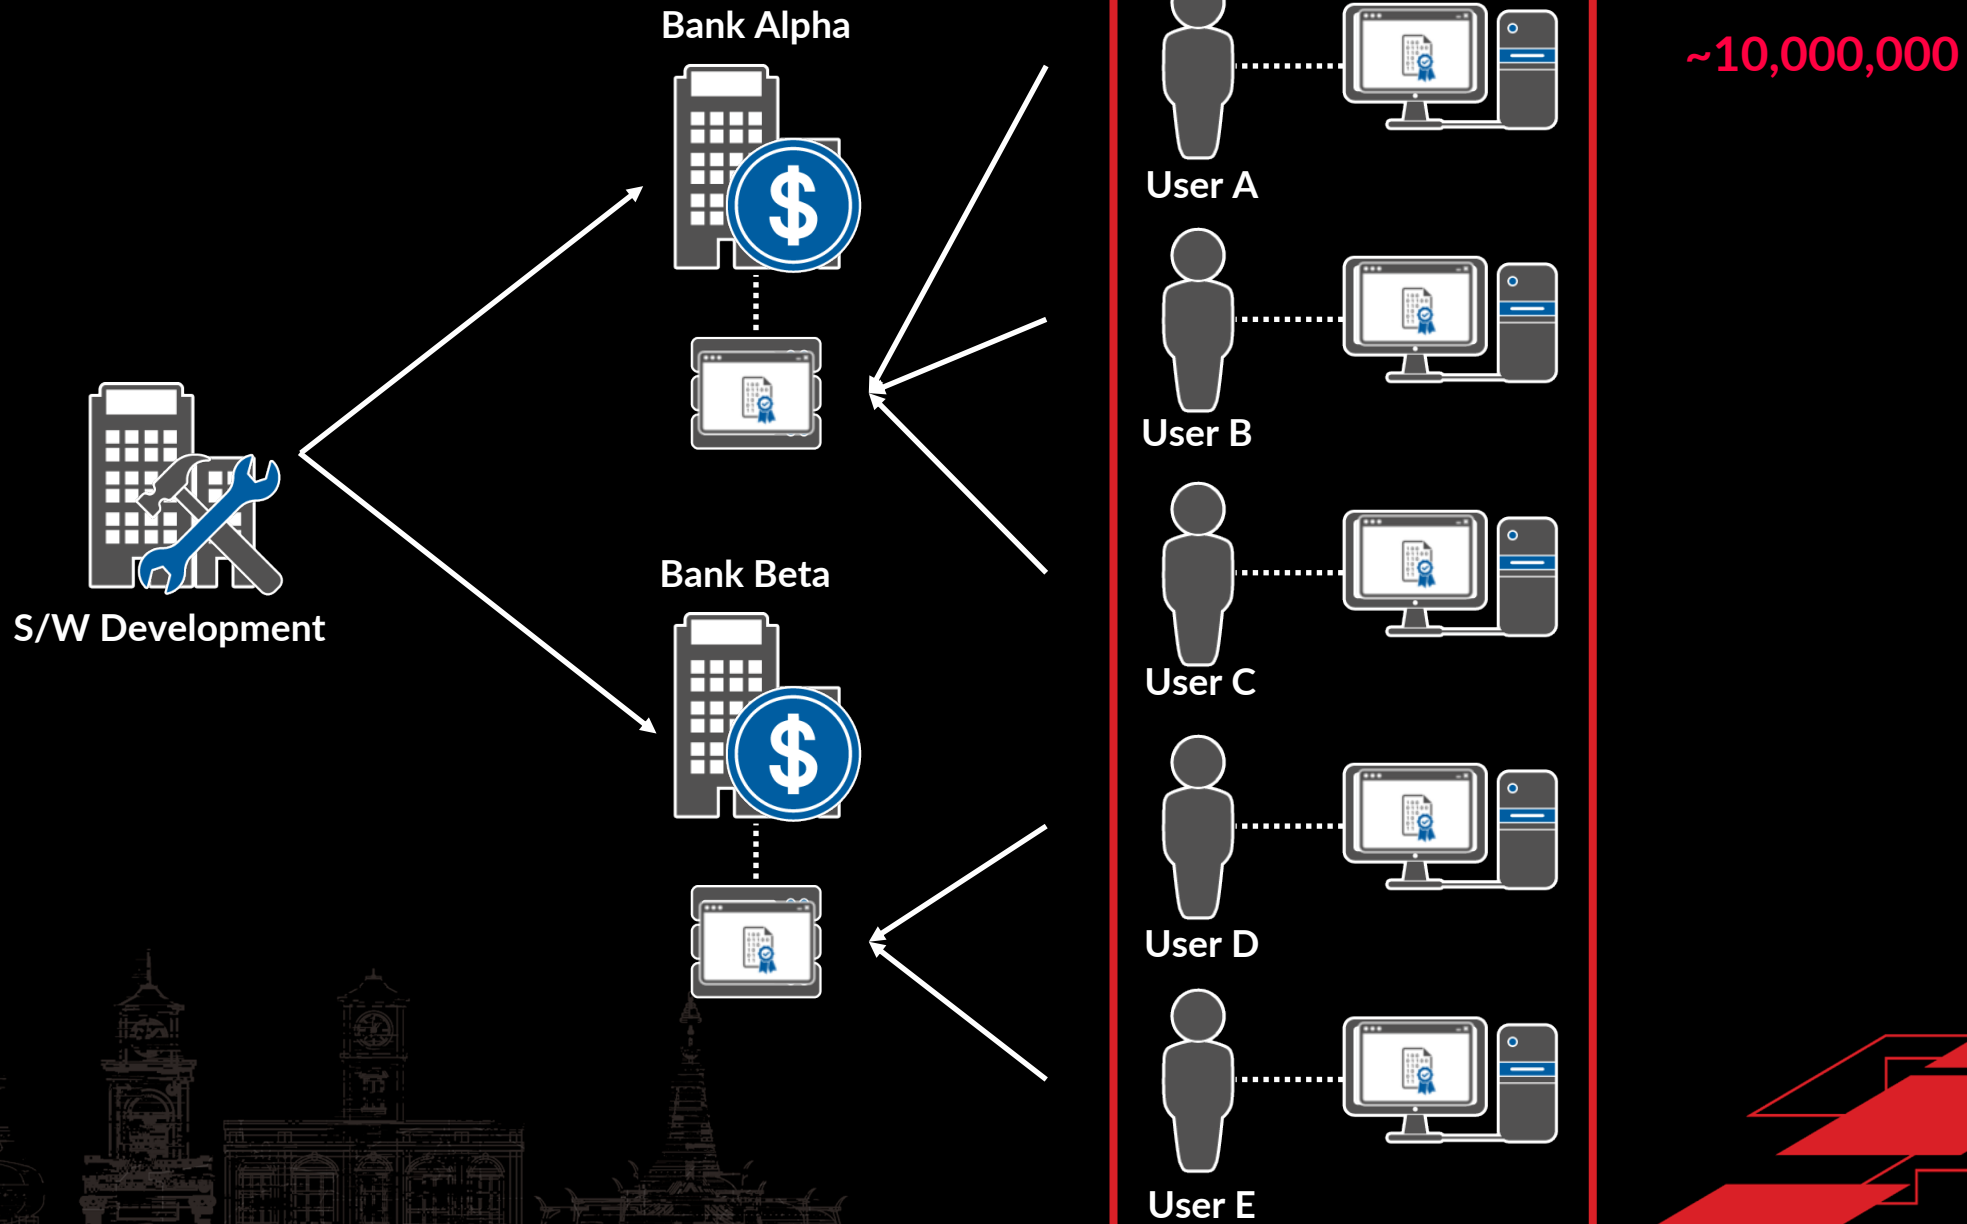 Bank Alpha
~10,000,000
User A
User B
Bank Beta
S/W Development
User C
User D
User E